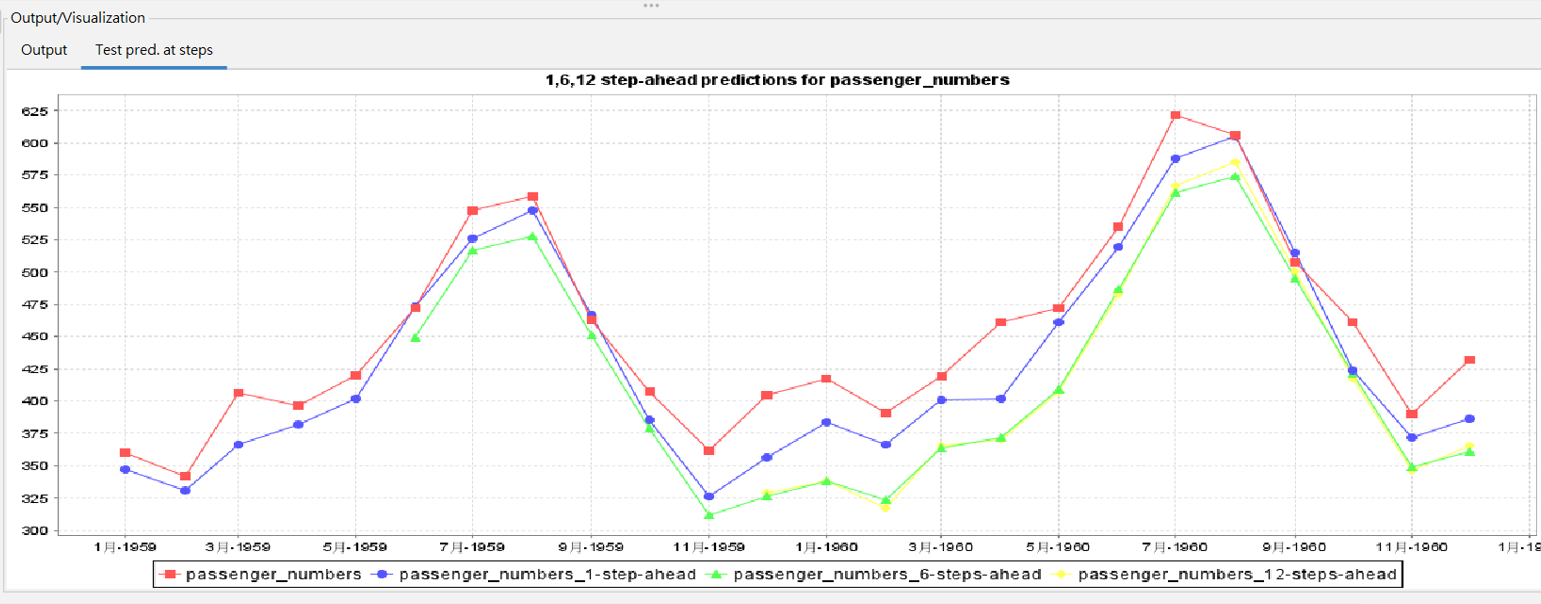 Output/Visualization
Output Test pred. at steps
1,6,12 step-ahead predictions for passenger_numbers
625
600
575
550
525
500
475
450
425
400
375
350
325
300
1月-1959 3月-1959 5月-1959 7月-1959 9月-1959 11月-1959 1月-1960 3月-1960 5月-1960 7月-1960 9月-1960 11月-1960 1月-19
passenger_numbers passenger_numbers_1-step-ahead passenger_numbers_6-steps-ahead passenger_numbers_12-steps-ahead